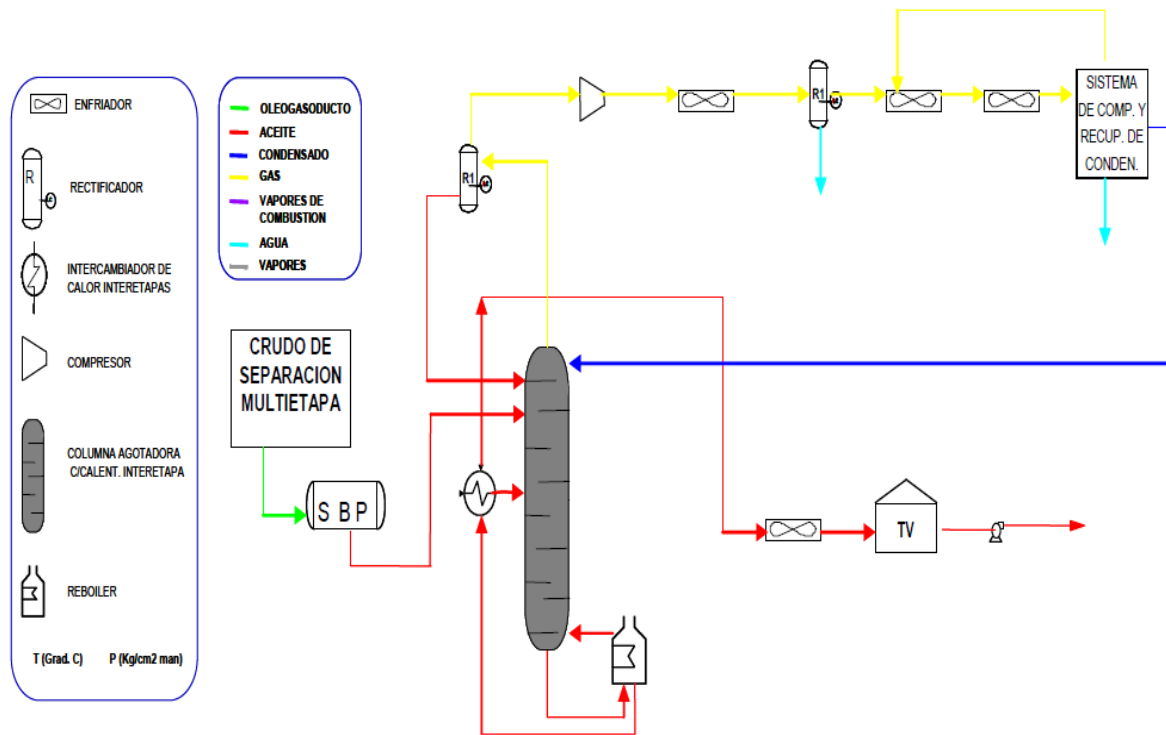 ENFRIADOR
R
RECTIFICADOR
INTERCAMBIADOR DE
CALOR INTERETAPAS
COMPRESOR
COLUMNA AGOTADORA
C/CALENT. INTERETAPA
REBOILER
T (Grad. C) P (Kg/cm2 man)
OLEOGASODUCTO
ACEITE
CONDENSADO
GAS
VAPORES DE
COMBUSTION
AGUA
VAPORES
CRUDO DE
SEPARACION
MULTIETAPA
S B P
R1
R1
SISTEMA
DE COMP. Y
RECUP. DE
CONDEN.
TV